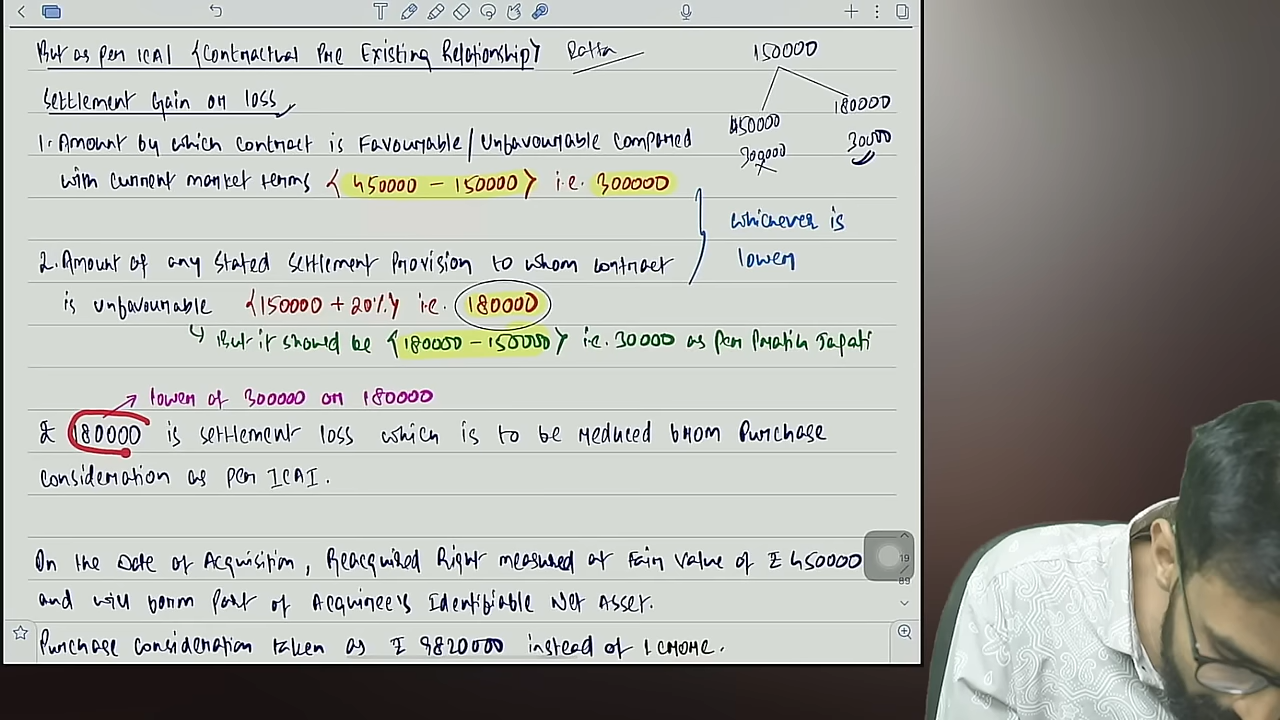 But as per ICAI {Contractual Pre Existing Relationship} Ratta
Settlement Gain or loss
1. Amount by which contract is Favourable/Unfavourable Compared
with current market terms {450000 - 150000} i.e. 300000
150000
450000
300000
180000
30000
whichever is
lower
2. Amount of any stated settlement Provision to whom contract
is unfavourable {150000 + 20%} i.e. 180000
But it should be {180000 - 150000} i.e. 30000 as per Pratik Jagati
lower of 300000 or 180000
₹ 180000 is settlement loss which is to be reduced from Purchase
consideration as per ICAI.
On the Date of Acquisition, Reacquired Right measured at Fair Value of ₹ 450000
and will form Part of Acquiree's Identifiable Net Asset.
Purchase consideration taken as ₹ 9820000 instead of 1 crore.
19
89